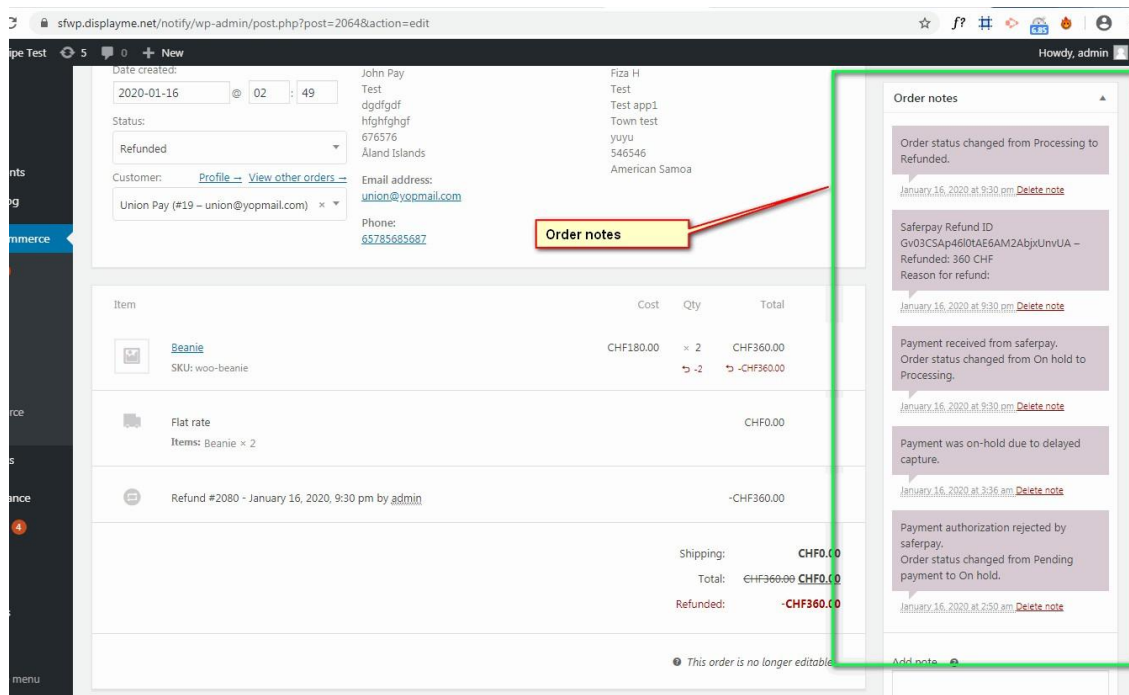 sfwp.displayme.net/notify/wp-admin/post.php?post=2064&action=edit
f?
6.85
ipe Test 5 0 + New
Howdy, admin
nts
og
mmerce
rce
s
ance
4
menu
Date created:
2020-01-16 @ 02 : 49
Status:
Refunded
Customer: Profile → View other orders →
Union Pay (#19 – union@yopmail.com) ×
John Pay
Test
dgdfgdf
hfghfghgf
676576
Åland Islands
Email address:
union@yopmail.com
Phone:
65785685687
Fiza H
Test
Test app1
Town test
yuyu
546546
American Samoa
Order notes
Item Cost Qty Total
Beanie CHF180.00 × 2 CHF360.00
SKU: woo-beanie -2 -CHF360.00
Flat rate CHF0.00
Items: Beanie × 2
Refund #2080 - January 16, 2020, 9:30 pm by admin -CHF360.00
Shipping: CHF0.00
Total: CHF360.00 CHF0.00
Refunded: -CHF360.00
This order is no longer editable
Order notes
Order status changed from Processing to
Refunded.
January 16, 2020 at 9:30 pm Delete note
Saferpay Refund ID
Gv03CSAp46l0tAE6AM2AbjxUnvUA –
Refunded: 360 CHF
Reason for refund:
January 16, 2020 at 9:30 pm Delete note
Payment received from saferpay.
Order status changed from On hold to
Processing.
January 16, 2020 at 9:30 pm Delete note
Payment was on-hold due to delayed
capture.
January 16, 2020 at 3:36 am Delete note
Payment authorization rejected by
saferpay.
Order status changed from Pending
payment to On hold.
January 16, 2020 at 2:50 am Delete note
Add note